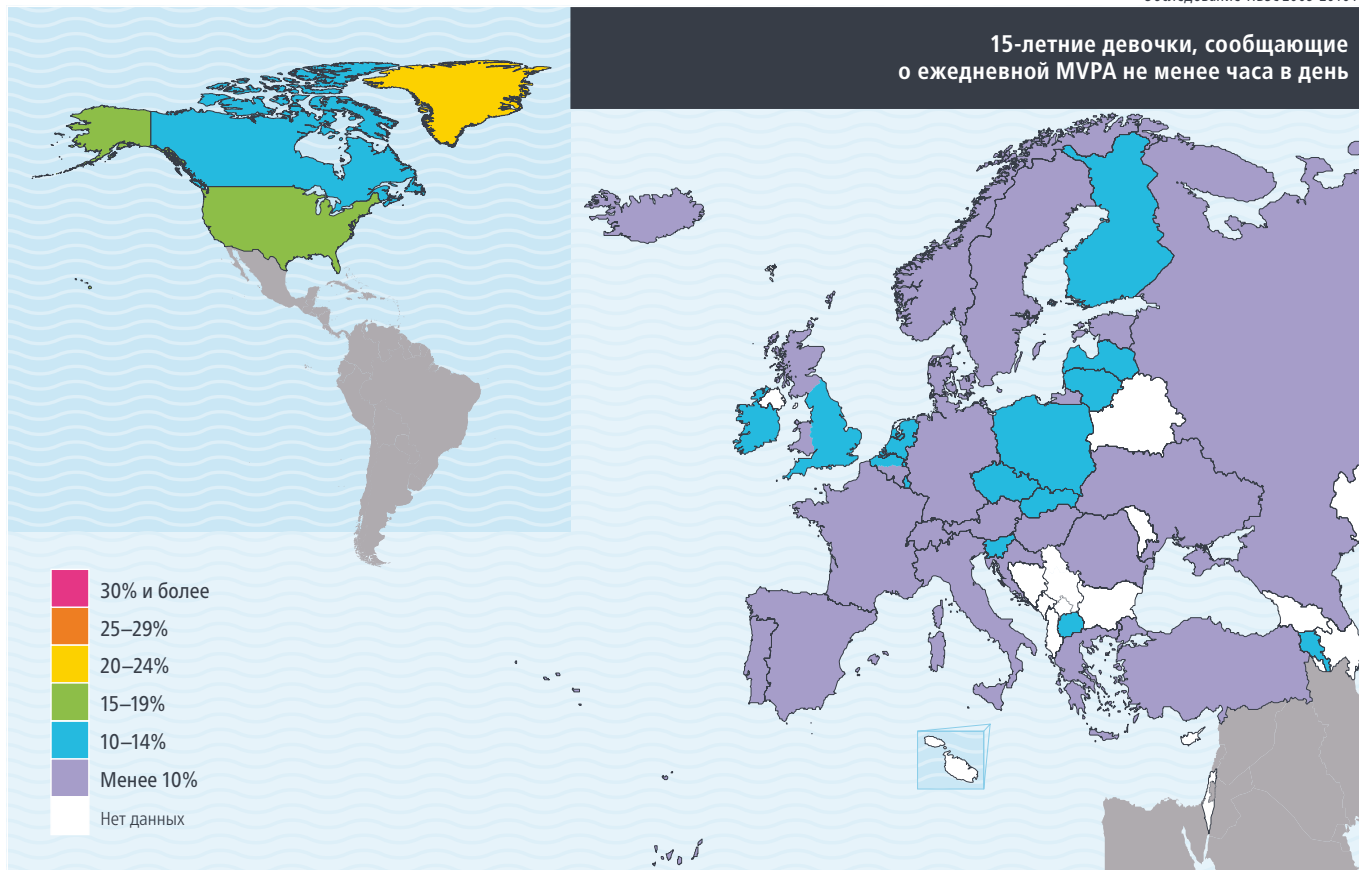 15-летние девочки, сообщающие
о ежедневной MVPA не менее часа в день
30% и более
25–29%
20–24%
15–19%
10–14%
Менее 10%
Нет данных